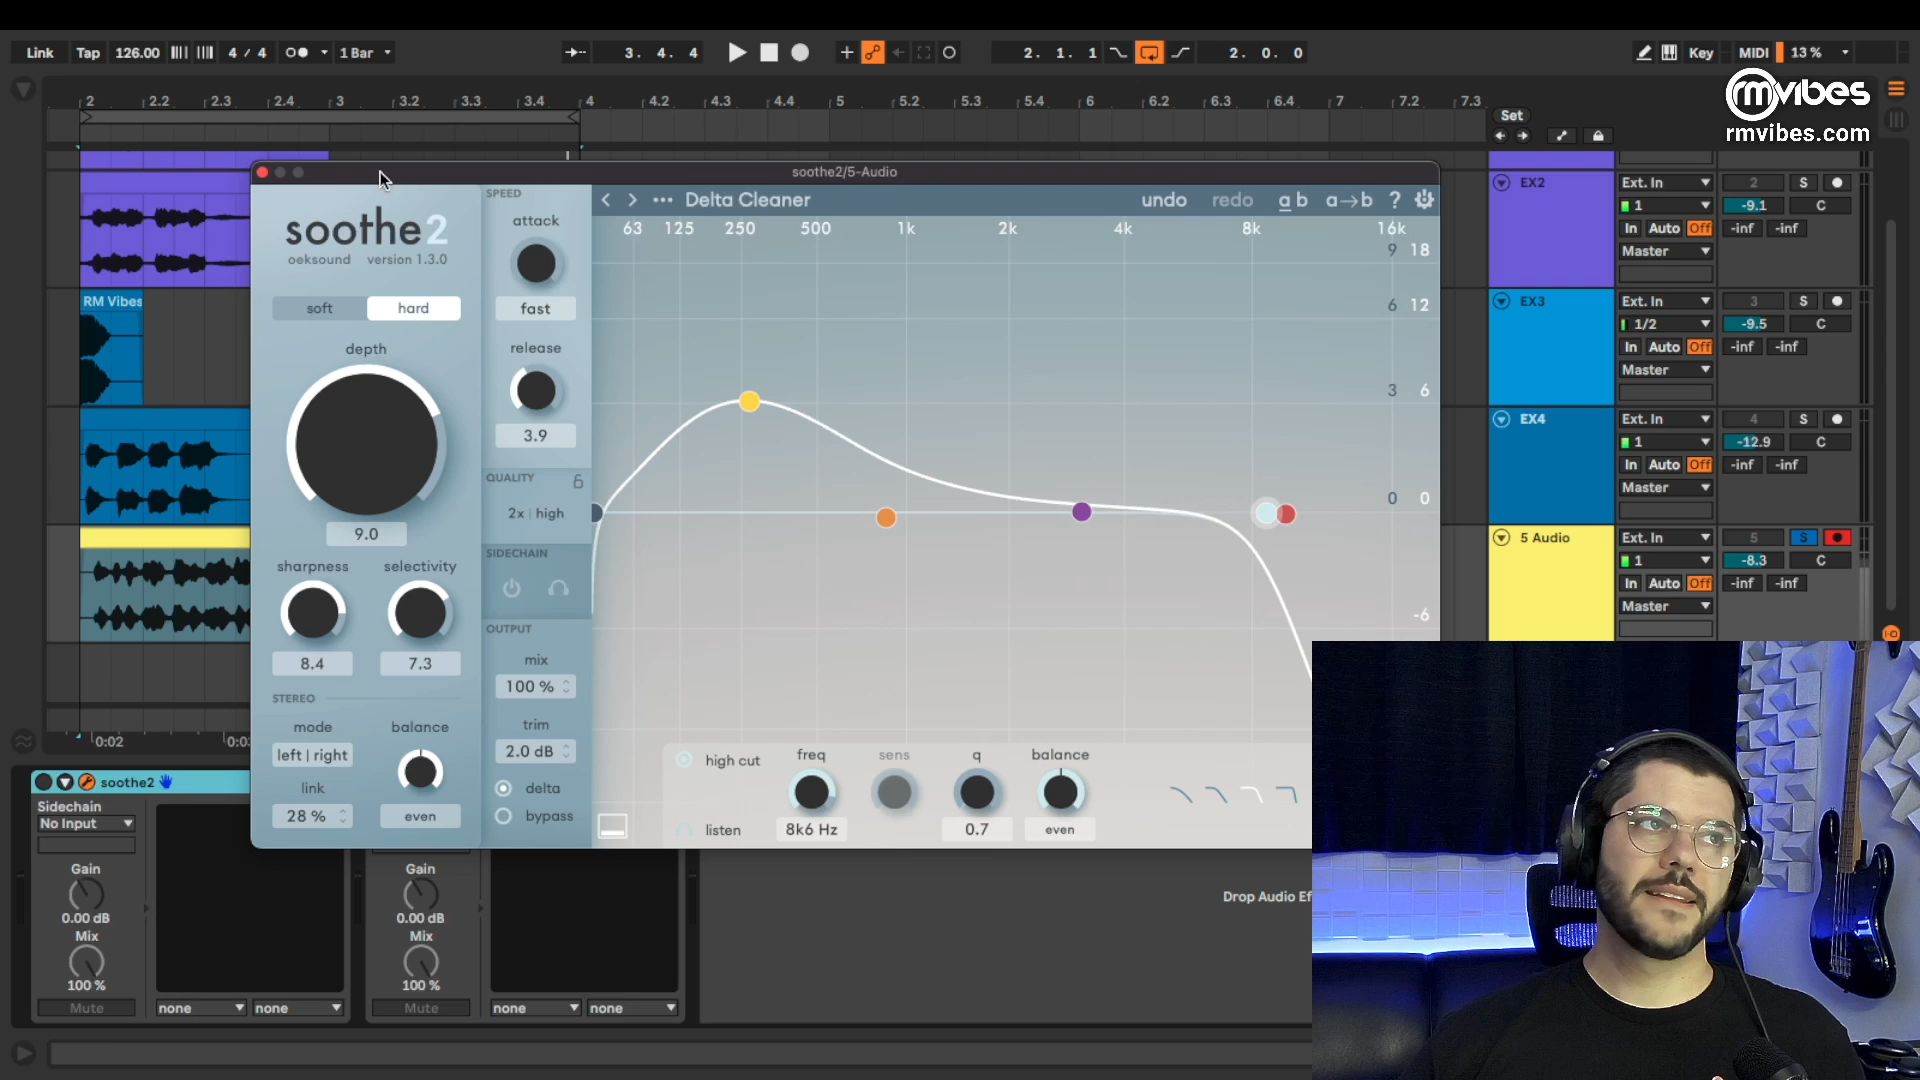 Link Tap 126.00 4 / 4 1 Bar 3. 4. 4 2. 1. 1 2. 0. 0 Key MIDI 13 %
rmvibes
rmvibes.com
2 2.2 2.3 2.4 3 3.2 3.3 3.4 4 4.2 4.3 4.4 5 5.2 5.3 5.4 6 6.2 6.3 6.4 7 7.2 7.3
Set
soothe2/5-Audio
soothe2
oeksound version 1.3.0
soft hard
depth
9.0
sharpness selectivity
8.4 7.3
STEREO
mode balance
left | right
link
28 % even
SPEED
attack
fast
release
3.9
QUALITY
2x | high
SIDECHAIN
OUTPUT
mix
100 %
trim
2.0 dB
delta
bypass
< > ••• Delta Cleaner undo redo a b a→b ?
63 125 250 500 1k 2k 4k 8k 16k
9 18
6 12
3 6
0 0
-6
high cut freq sens q balance
listen 8k6 Hz 0.7 even
RM Vibes
EX2 Ext. In 2 S
1 -9.1 C
In Auto Off -inf -inf
Master
EX3 Ext. In 3 S
1/2 -9.5 C
In Auto Off -inf -inf
Master
EX4 Ext. In 4 S
1 -12.9 C
In Auto Off -inf -inf
Master
5 Audio Ext. In 5 S
1 -8.3 C
In Auto Off -inf -inf
Master
0:02
soothe2
Sidechain
No Input
Gain
0.00 dB
Mix
100 %
Mute none none
Gain
0.00 dB
Mix
100 %
Mute none none
Drop Audio Ef